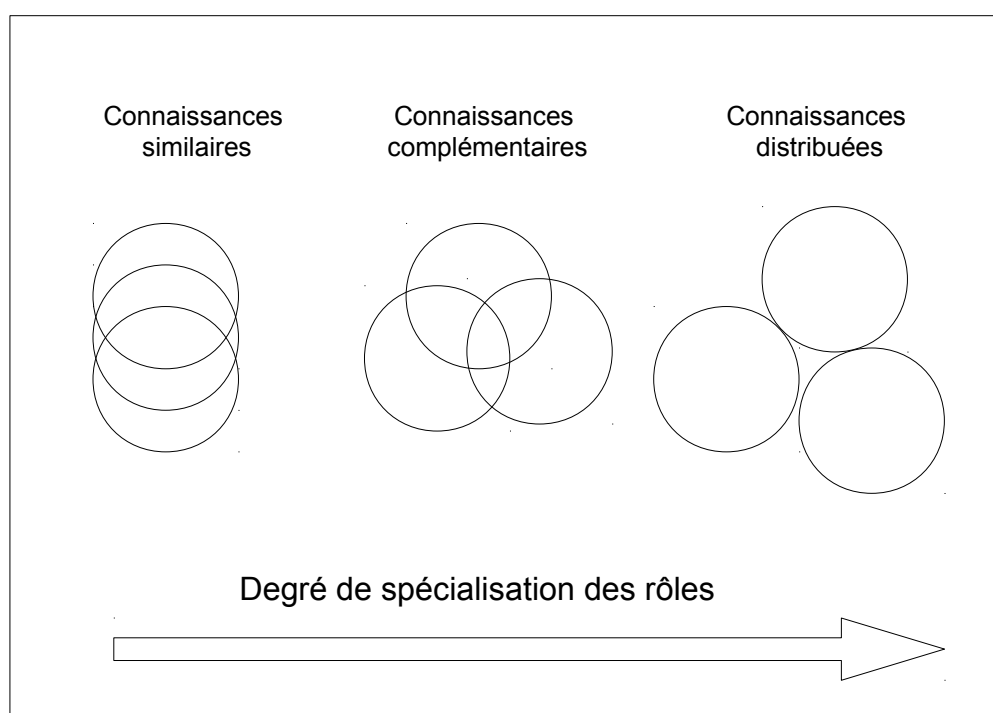 Connaissances
similaires
Connaissances
complémentaires
Connaissances
distribuées
Degré de spécialisation des rôles